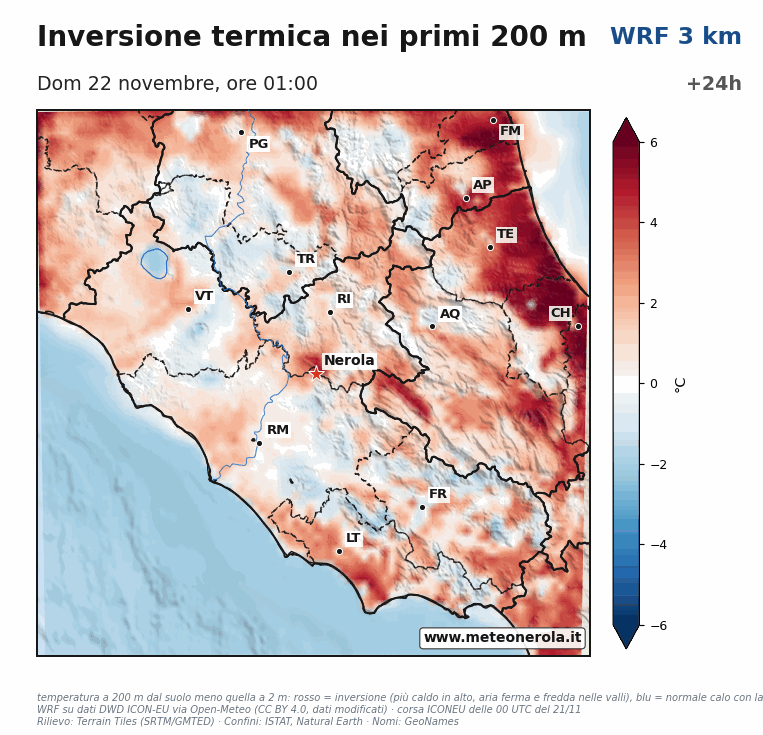 Inversione termica nei primi 200 m
WRF 3 km
Dom 22 novembre, ore 01:00
+24h
FM
PG
AP
TE
TR
VT
RI
AQ
CH
Nerola
RM
FR
LT
6
4
2
0
−2
−4
−6
°C
www.meteonerola.it
temperatura a 200 m dal suolo meno quella a 2 m: rosso = inversione (più caldo in alto, aria ferma e fredda nelle valli), blu = normale calo con la
WRF su dati DWD ICON-EU via Open-Meteo (CC BY 4.0, dati modificati) · corsa ICONEU delle 00 UTC del 21/11
Rilievo: Terrain Tiles (SRTM/GMTED) · Confini: ISTAT, Natural Earth · Nomi: GeoNames